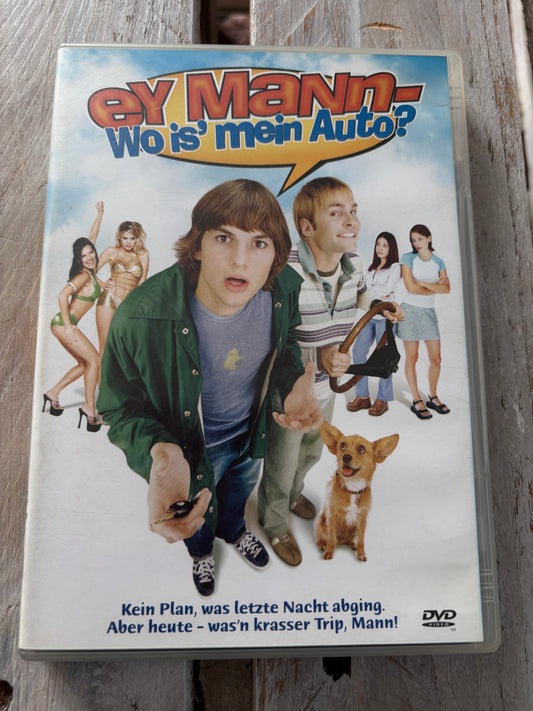 eY MaNN-
Wo is' mein Auto?
Kein Plan, was letzte Nacht abging.
Aber heute – was'n krasser Trip, Mann!
DVD
VIDEO
TM